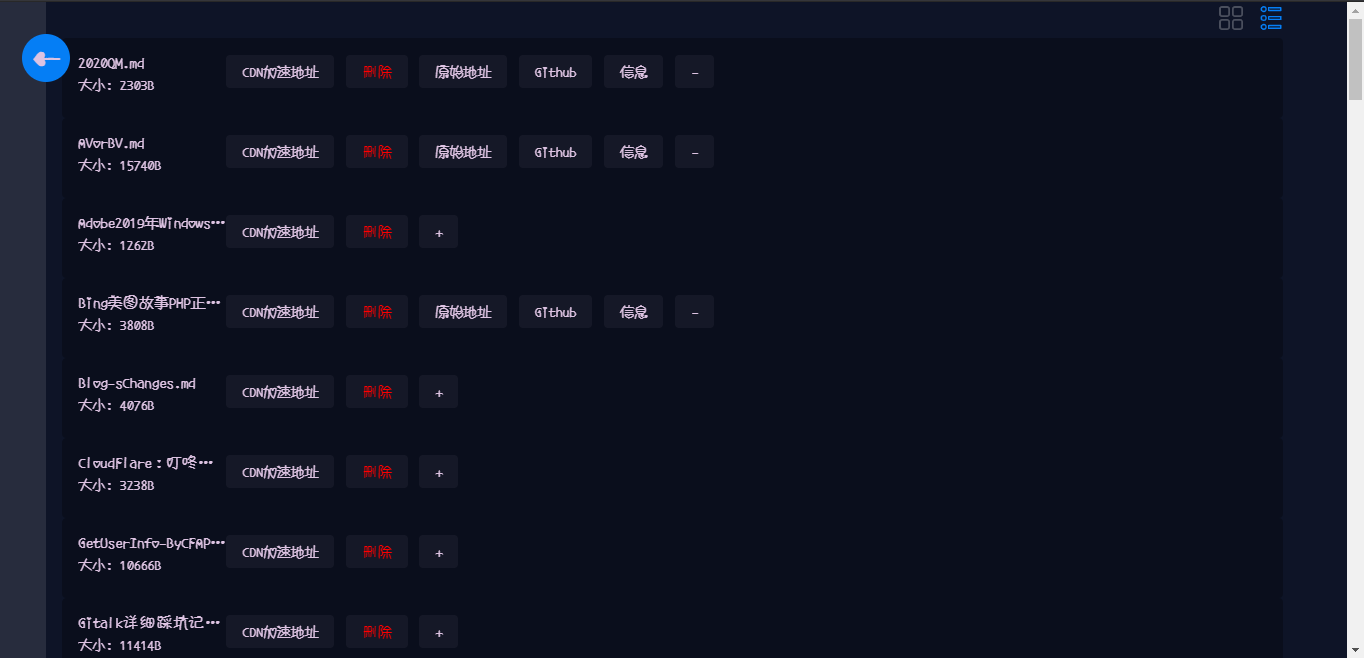 2020QM.md
大小: 2303B
CDN加速地址 删除 原始地址 Github 信息 -
AVorBV.md
大小: 15740B
CDN加速地址 删除 原始地址 Github 信息 -
Adobe2019年Windows…
大小: 1262B
CDN加速地址 删除 +
Bing美图故事PHP正…
大小: 3808B
CDN加速地址 删除 原始地址 Github 信息 -
Blog-sChanges.md
大小: 4076B
CDN加速地址 删除 +
CloudFlare：叮咚…
大小: 3238B
CDN加速地址 删除 +
GetUserInfo-ByCFAP…
大小: 10666B
CDN加速地址 删除 +
Gitalk详细踩坑记…
大小: 11414B
CDN加速地址 删除 +